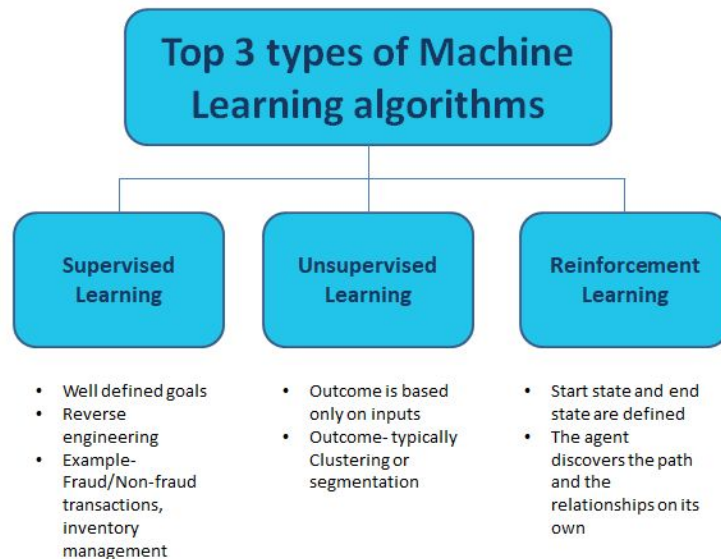 Top 3 types of Machine
Learning algorithms
Supervised
Learning
• Well defined goals
• Reverse
engineering
• Example-
Fraud/Non-fraud
transactions,
inventory
management
Unsupervised
Learning
• Outcome is based
only on inputs
• Outcome- typically
Clustering or
segmentation
Reinforcement
Learning
• Start state and end
state are defined
• The agent
discovers the path
and the
relationships on its
own